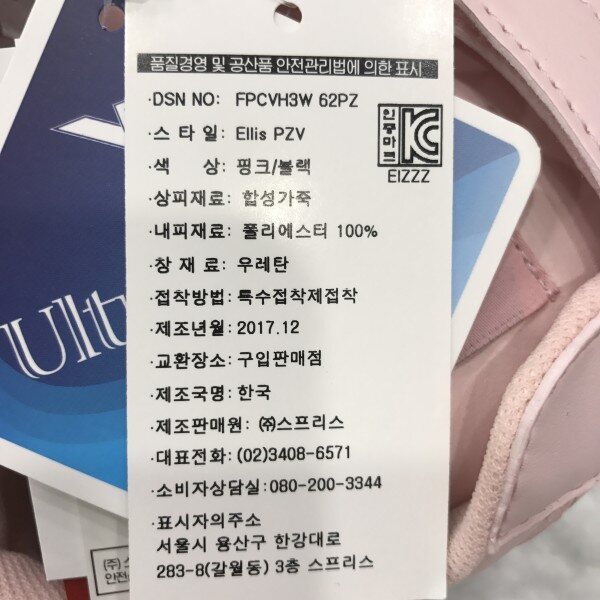 품질경영 및 공산품 안전관리법에 의한 표시
·DSN NO: FPCVH3W 62PZ
·스 타 일: Ellis PZV
·색 상: 핑크/블랙
·상피재료: 합성가죽
·내피재료: 폴리에스터 100%
·창 재 료: 우레탄
·접착방법: 특수접착제접착
·제조년월: 2017.12
·교환장소: 구입판매점
·제조국명: 한국
·제조판매원: ㈜스프리스
·대표전화: (02)3408-6571
·소비자상담실: 080-200-3344
·표시자의주소
서울시 용산구 한강대로
283-8(갈월동) 3층 스프리스
인증마크
KC
EIZZZ
Ult
(주)
안전